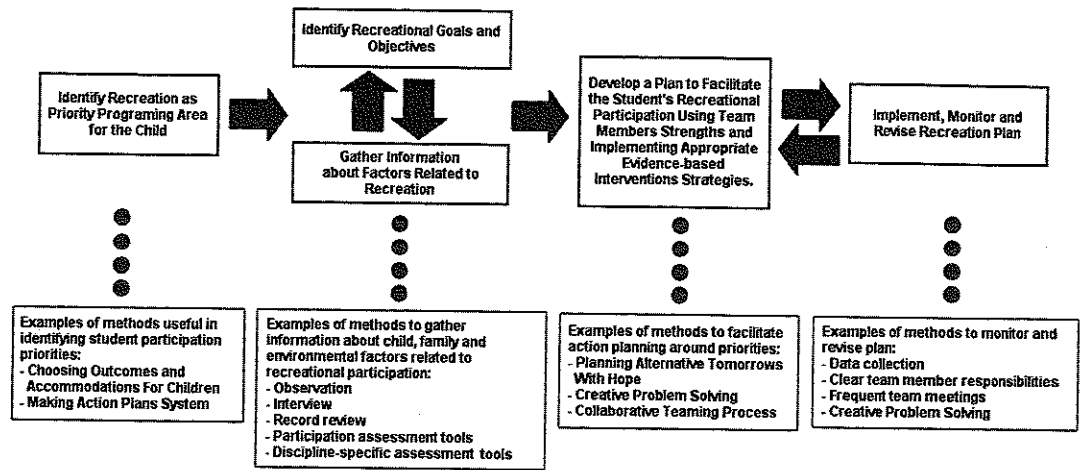 Identify Recreation as
Priority Programing Area
for the Child
Identify Recreational Goals and
Objectives
Gather Information
about Factors Related to
Recreation
Develop a Plan to Facilitate
the Student's Recreational
Participation Using Team
Members Strengths and
Implementing Appropriate
Evidence-based
Interventions Strategies.
Implement, Monitor and
Revise Recreation Plan
Examples of methods useful in
identifying student participation
priorities:
- Choosing Outcomes and
Accommodations For Children
- Making Action Plans System
Examples of methods to gather
information about child, family and
environmental factors related to
recreational participation:
- Observation
- Interview
- Record review
- Participation assessment tools
- Discipline-specific assessment tools
Examples of methods to facilitate
action planning around priorities:
- Planning Alternative Tomorrows
With Hope
- Creative Problem Solving
- Collaborative Teaming Process
Examples of methods to monitor and
revise plan:
- Data collection
- Clear team member responsibilities
- Frequent team meetings
- Creative Problem Solving